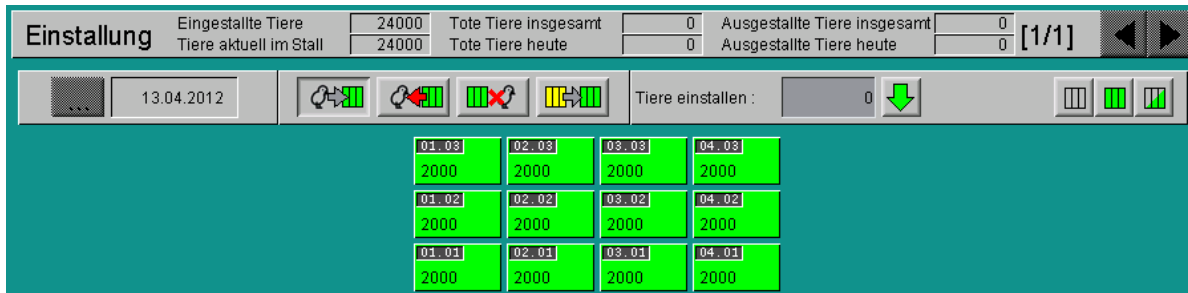 Einstallung
Eingestallte Tiere 24000
Tiere aktuell im Stall 24000
Tote Tiere insgesamt 0
Tote Tiere heute 0
Ausgestallte Tiere insgesamt 0
Ausgestallte Tiere heute 0
[1/1]
... 13.04.2012
Tiere einstallen : 0
01.03 02.03 03.03 04.03
2000 2000 2000 2000
01.02 02.02 03.02 04.02
2000 2000 2000 2000
01.01 02.01 03.01 04.01
2000 2000 2000 2000